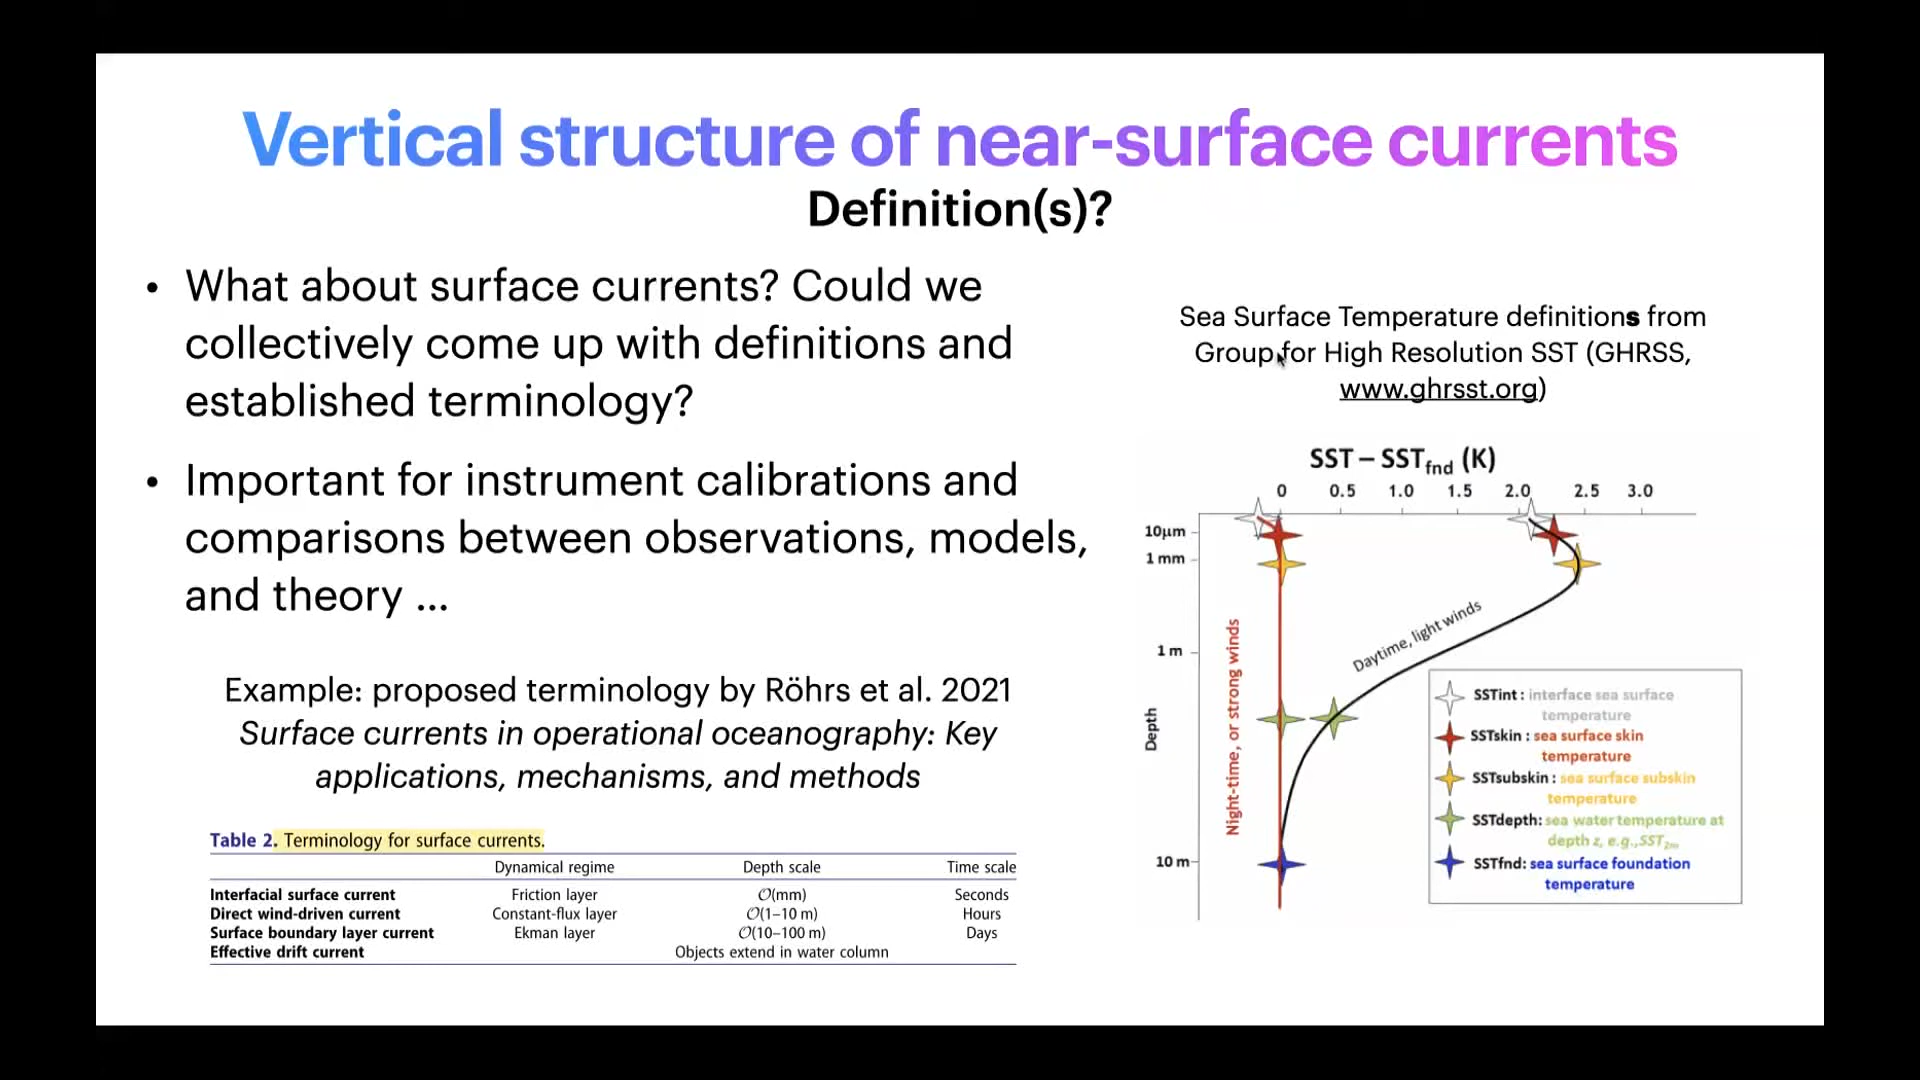 Vertical structure of near-surface currents
Definition(s)?
• What about surface currents? Could we
collectively come up with definitions and
established terminology?
• Important for instrument calibrations and
comparisons between observations, models,
and theory ...
Example: proposed terminology by Röhrs et al. 2021
Surface currents in operational oceanography: Key
applications, mechanisms, and methods
Table 2. Terminology for surface currents.
Dynamical regime Depth scale Time scale
Interfacial surface current Friction layer O(mm) Seconds
Direct wind-driven current Constant-flux layer O(1–10 m) Hours
Surface boundary layer current Ekman layer O(10–100 m) Days
Effective drift current Objects extend in water column
Sea Surface Temperature definitions from
Group for High Resolution SST (GHRSS,
www.ghrsst.org)
SST – SSTfnd (K)
0 0.5 1.0 1.5 2.0 2.5 3.0
10µm
1 mm
1 m
10 m
Depth
Night-time, or strong winds
Daytime, light winds
SSTint : interface sea surface
temperature
SSTskin : sea surface skin
temperature
SSTsubskin : sea surface subskin
temperature
SSTdepth: sea water temperature at
depth z, e.g., SST2m
SSTfnd: sea surface foundation
temperature